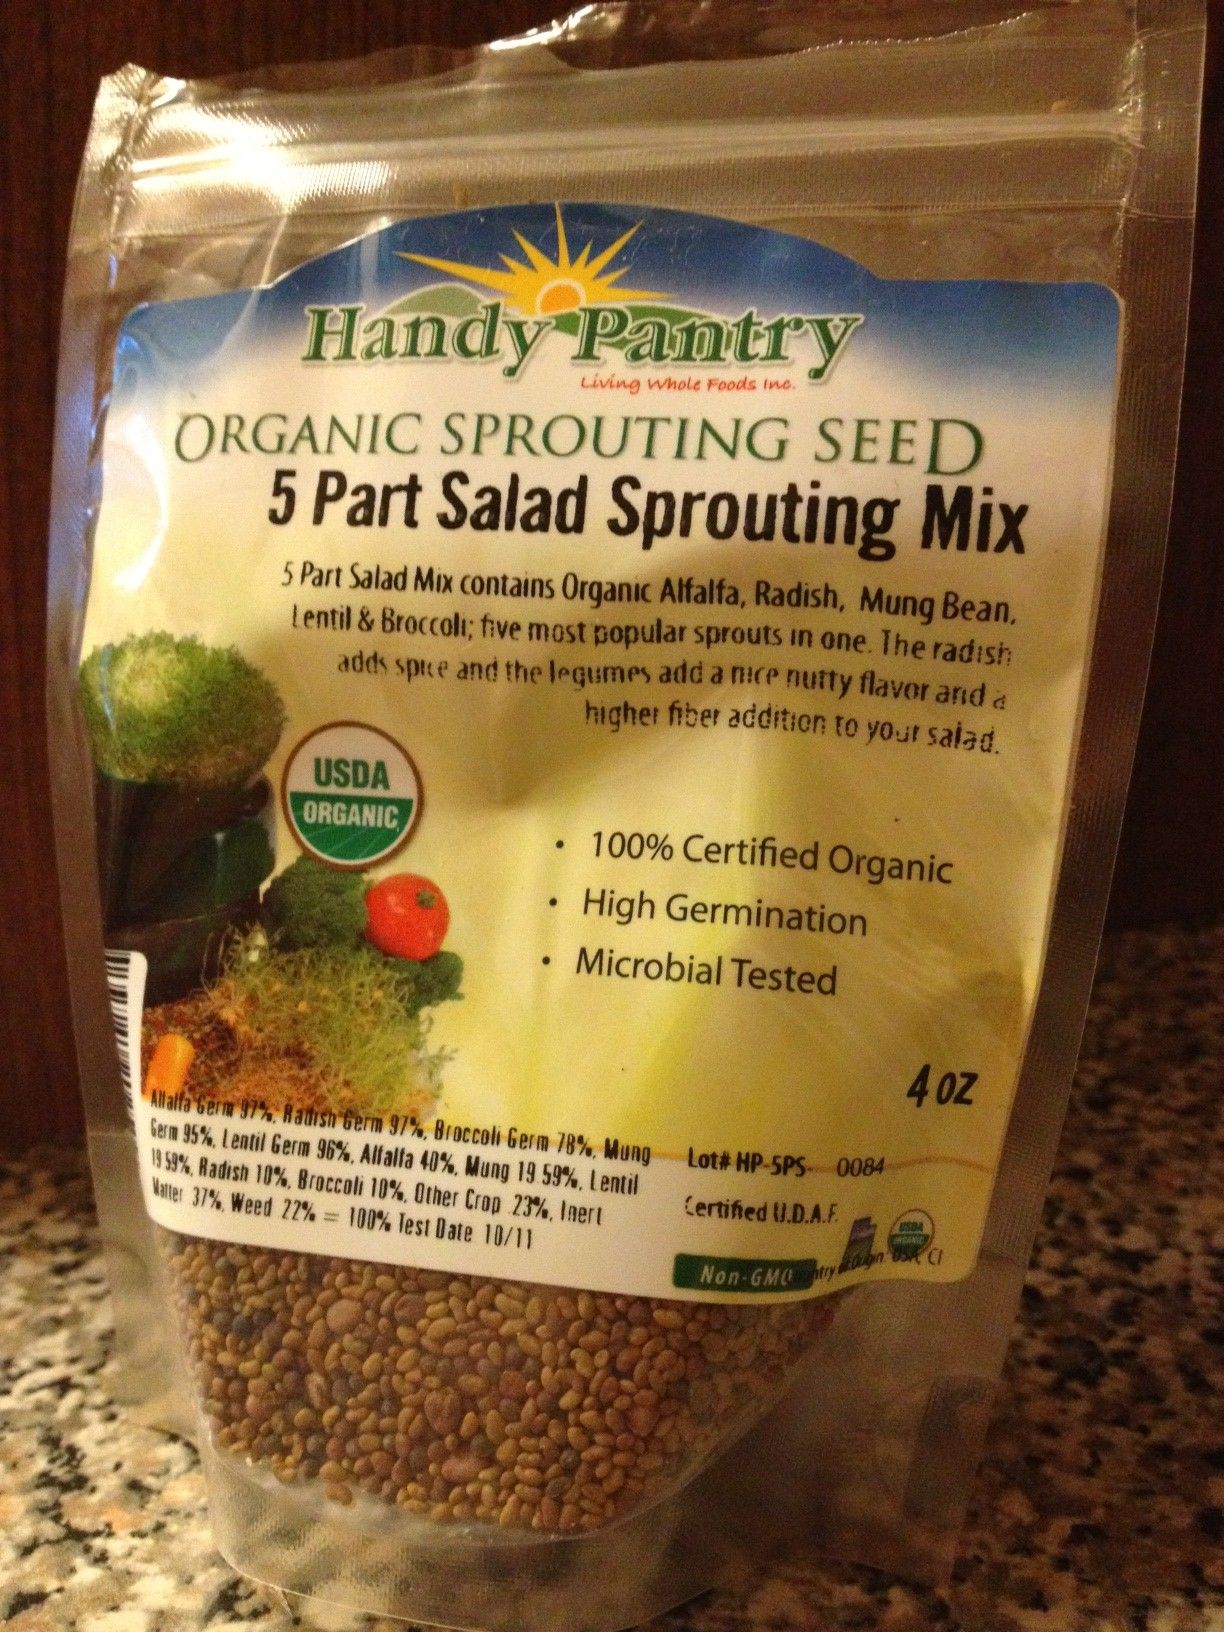 Handy Pantry
Living Whole Foods Inc.
ORGANIC SPROUTING SEED
5 Part Salad Sprouting Mix
5 Part Salad Mix contains Organic Alfalfa, Radish, Mung Bean,
Lentil & Broccoli; five most popular sprouts in one. The radish
adds spice and the legumes add a nice nutty flavor and a
higher fiber addition to your salad.
USDA
ORGANIC
• 100% Certified Organic
• High Germination
• Microbial Tested
4 OZ
Alfalfa Germ 97%, Radish Germ 97%, Broccoli Germ 78%, Mung
Germ 95%, Lentil Germ 96%, Alfalfa 40%, Mung 19 59%, Lentil
19 59%, Radish 10%, Broccoli 10%, Other Crop .23%, Inert
Matter 37%, Weed 22% = 100% Test Date 10/11
Lot# HP-5PS- 0084
Certified U.D.A.F.
USDA
ORGANIC
Non-GMO
Origin: USA, CI